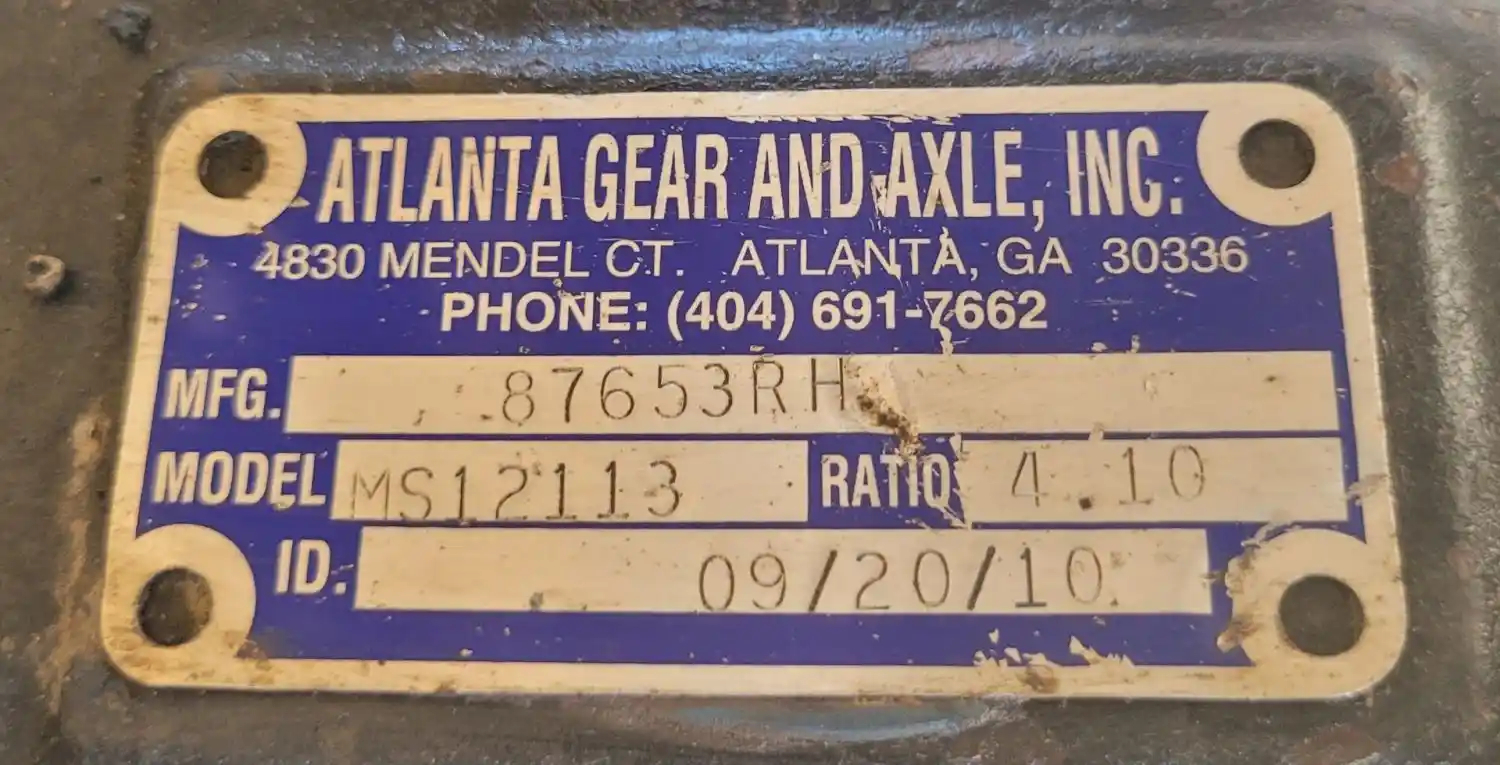 ATLANTA GEAR AND AXLE, INC.
4830 MENDEL CT. ATLANTA, GA 30336
PHONE: (404) 691-7662
MFG. 87653RH
MODEL MS12113 RATIO 4.10
ID. 09/20/10